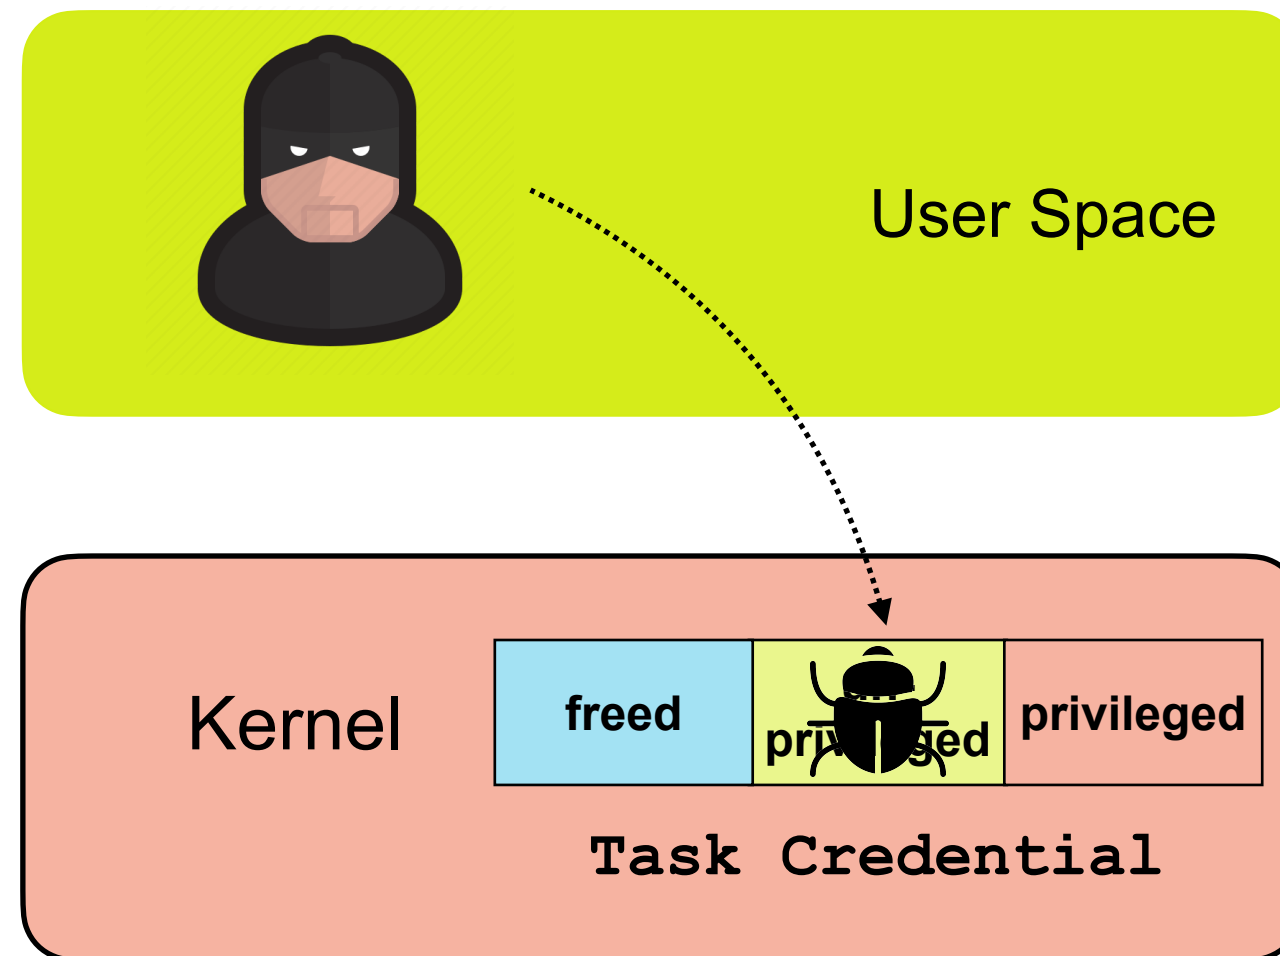 User Space
Kernel
freed
privileged
Task Credential